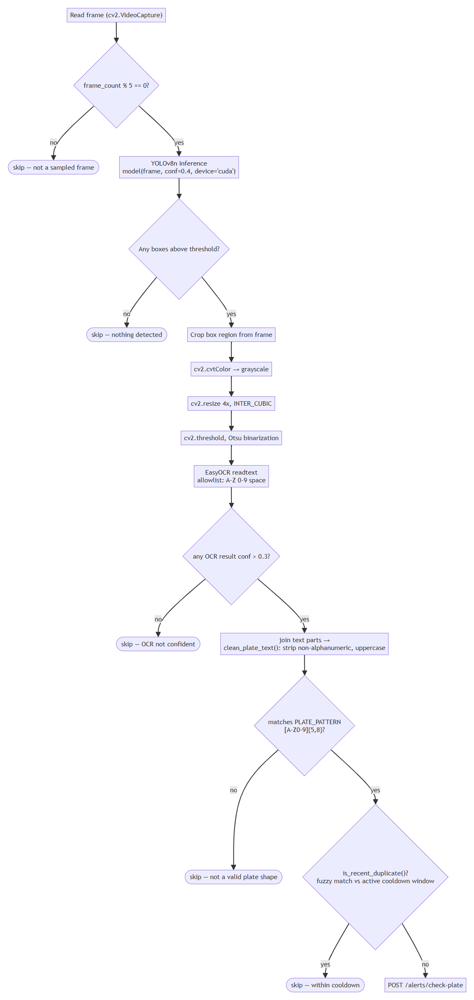 Read frame (cv2.VideoCapture)
frame_count % 5 == 0?
no
yes
skip — not a sampled frame
YOLOv8n inference
model(frame, conf=0.4, device='cuda')
Any boxes above threshold?
no
yes
skip — nothing detected
Crop box region from frame
cv2.cvtColor → grayscale
cv2.resize 4x, INTER_CUBIC
cv2.threshold, Otsu binarization
EasyOCR readtext
allowlist: A-Z 0-9 space
any OCR result conf > 0.3?
no
yes
skip — OCR not confident
join text parts →
clean_plate_text(): strip non-alphanumeric, uppercase
matches PLATE_PATTERN
[A-Z0-9]{5,8}?
no
yes
skip — not a valid plate shape
is_recent_duplicate()?
fuzzy match vs active cooldown window
yes
no
skip — within cooldown
POST /alerts/check-plate